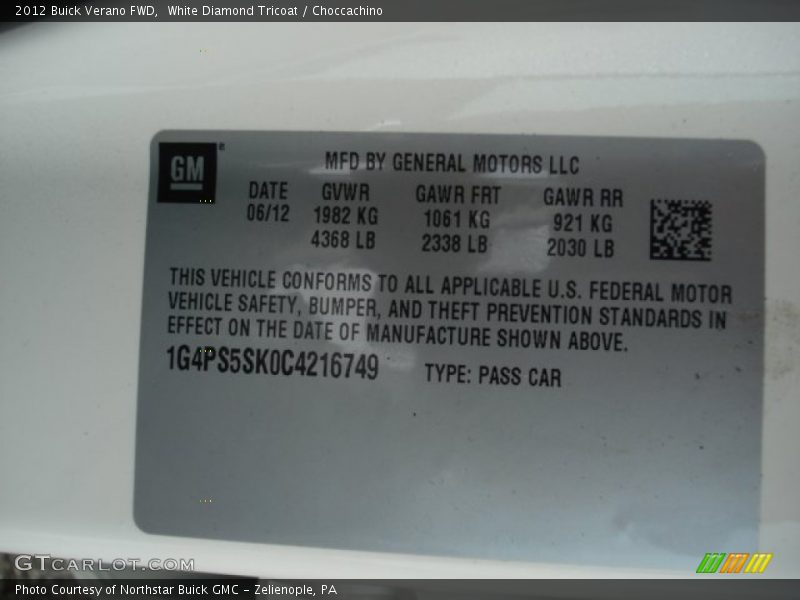 2012 Buick Verano FWD,  White Diamond Tricoat / Choccachino
GM ®
MFD BY GENERAL MOTORS LLC
DATE GVWR GAWR FRT GAWR RR
06/12 1982 KG 1061 KG 921 KG
4368 LB 2338 LB 2030 LB
THIS VEHICLE CONFORMS TO ALL APPLICABLE U.S. FEDERAL MOTOR
VEHICLE SAFETY, BUMPER, AND THEFT PREVENTION STANDARDS IN
EFFECT ON THE DATE OF MANUFACTURE SHOWN ABOVE.
1G4PS5SK0C4216749 TYPE: PASS CAR
GTCARLOT.COM
Photo Courtesy of Northstar Buick GMC - Zelienople, PA